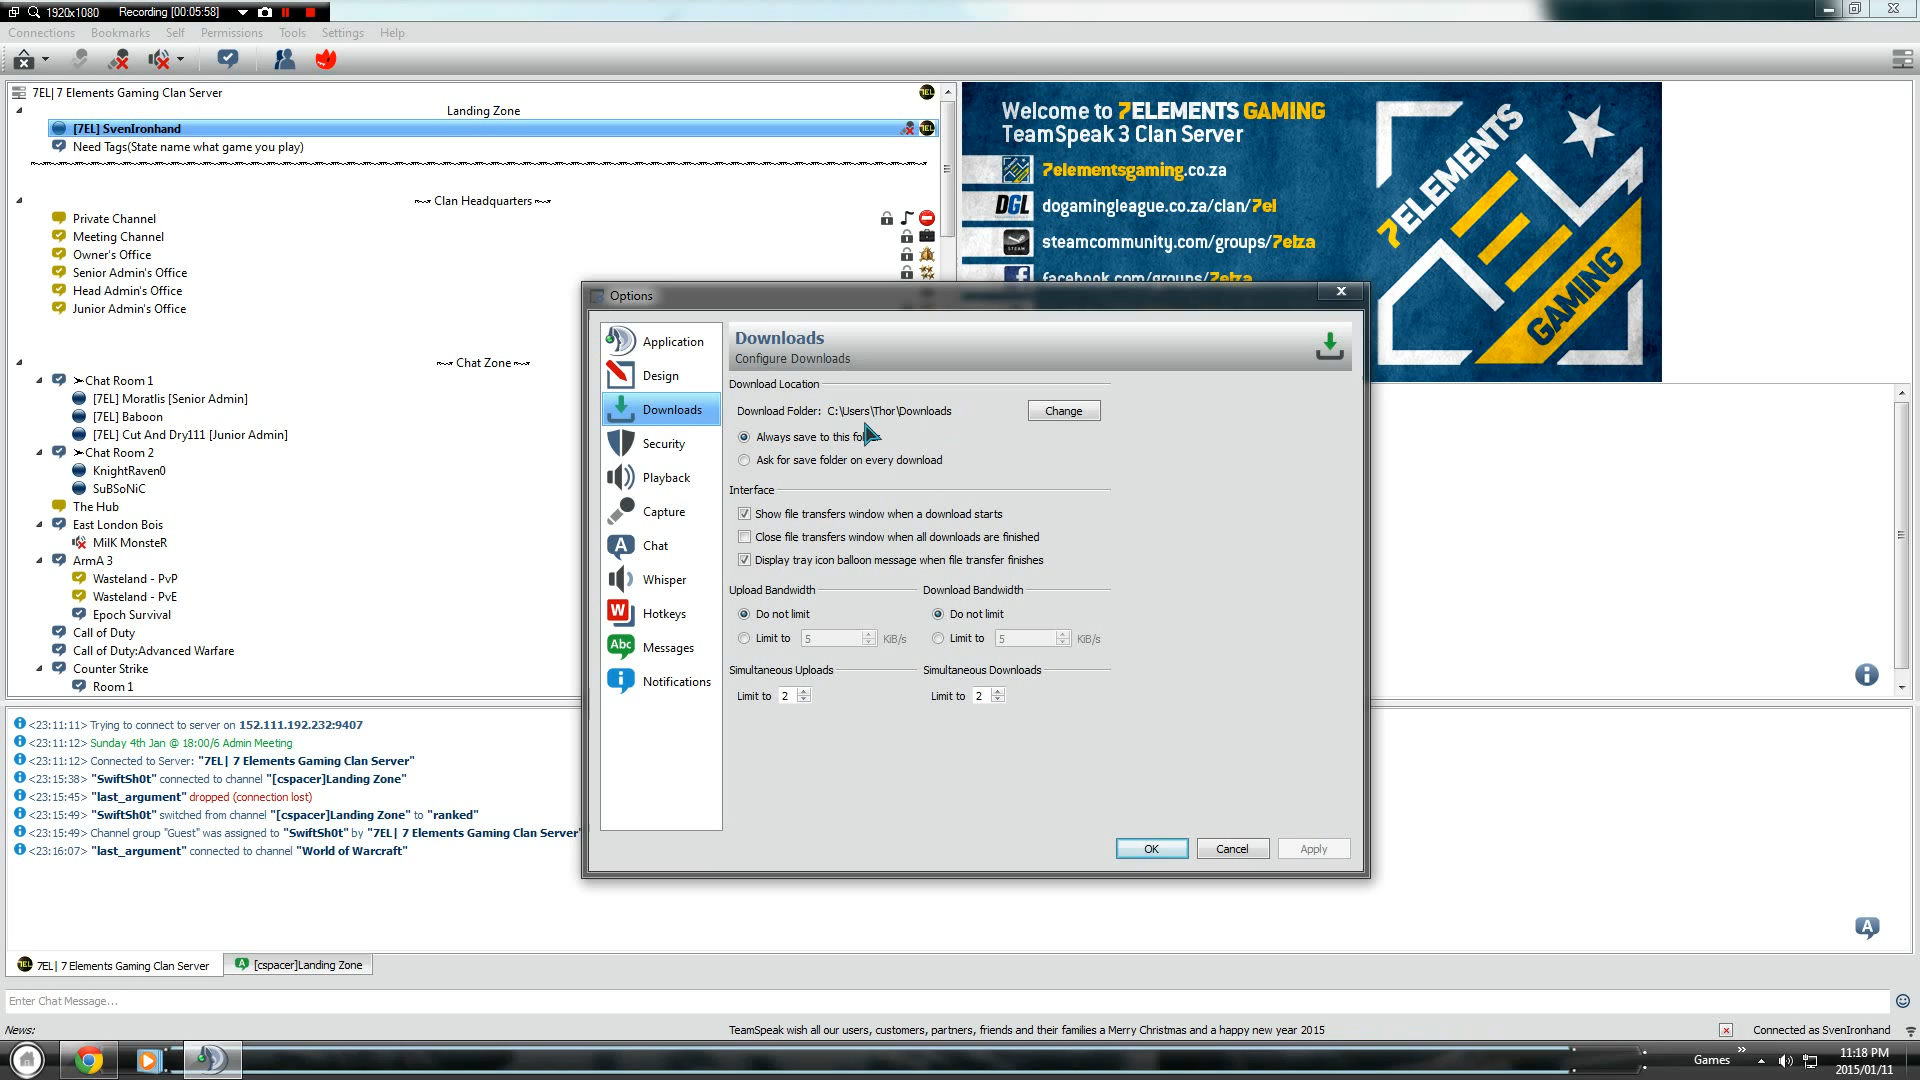 1920x1080 Recording [00:05:58]
Connections Bookmarks Self Permissions Tools Settings Help
7EL| 7 Elements Gaming Clan Server
Landing Zone
[7EL] SvenIronhand
Need Tags(State name what game you play)
Clan Headquarters
Private Channel
Meeting Channel
Owner's Office
Senior Admin's Office
Head Admin's Office
Junior Admin's Office
Chat Zone
➣Chat Room 1
[7EL] Moratlis [Senior Admin]
[7EL] Baboon
[7EL] Cut And Dry111 [Junior Admin]
➣Chat Room 2
KnightRaven0
SuBSoNiC
The Hub
East London Bois
MilK MonsteR
ArmA 3
Wasteland - PvP
Wasteland - PvE
Epoch Survival
Call of Duty
Call of Duty:Advanced Warfare
Counter Strike
Room 1
Welcome to 7ELEMENTS GAMING
TeamSpeak 3 Clan Server
7elementsgaming.co.za
DGL dogamingleague.co.za/clan/7el
STEAM steamcommunity.com/groups/7elza
facebook.com/groups/7elza
7ELEMENTS
GAMING
Options
Application
Design
Downloads
Security
Playback
Capture
Chat
Whisper
Hotkeys
Messages
Notifications
Downloads
Configure Downloads
Download Location
Download Folder: C:\Users\Thor\Downloads Change
Always save to this
Ask for save folder on every download
Interface
Show file transfers window when a download starts
Close file transfers window when all downloads are finished
Display tray icon balloon message when file transfer finishes
Upload Bandwidth Download Bandwidth
Do not limit Do not limit
Limit to 5 KiB/s Limit to 5 KiB/s
Simultaneous Uploads Simultaneous Downloads
Limit to 2 Limit to 2
OK Cancel Apply
<23:11:11> Trying to connect to server on 152.111.192.232:9407
<23:11:12> Sunday 4th Jan @ 18:00/6 Admin Meeting
<23:11:12> Connected to Server: "7EL| 7 Elements Gaming Clan Server"
<23:15:38> "SwiftSh0t" connected to channel "[cspacer]Landing Zone"
<23:15:45> "last_argument" dropped (connection lost)
<23:15:49> "SwiftSh0t" switched from channel "[cspacer]Landing Zone" to "ranked"
<23:15:49> Channel group "Guest" was assigned to "SwiftSh0t" by "7EL| 7 Elements Gaming Clan Server"
<23:16:07> "last_argument" connected to channel "World of Warcraft"
7EL| 7 Elements Gaming Clan Server [cspacer]Landing Zone
Enter Chat Message...
News: TeamSpeak wish all our users, customers, partners, friends and their families a Merry Christmas and a happy new year 2015 Connected as SvenIronhand
Games 11:18 PM
2015/01/11